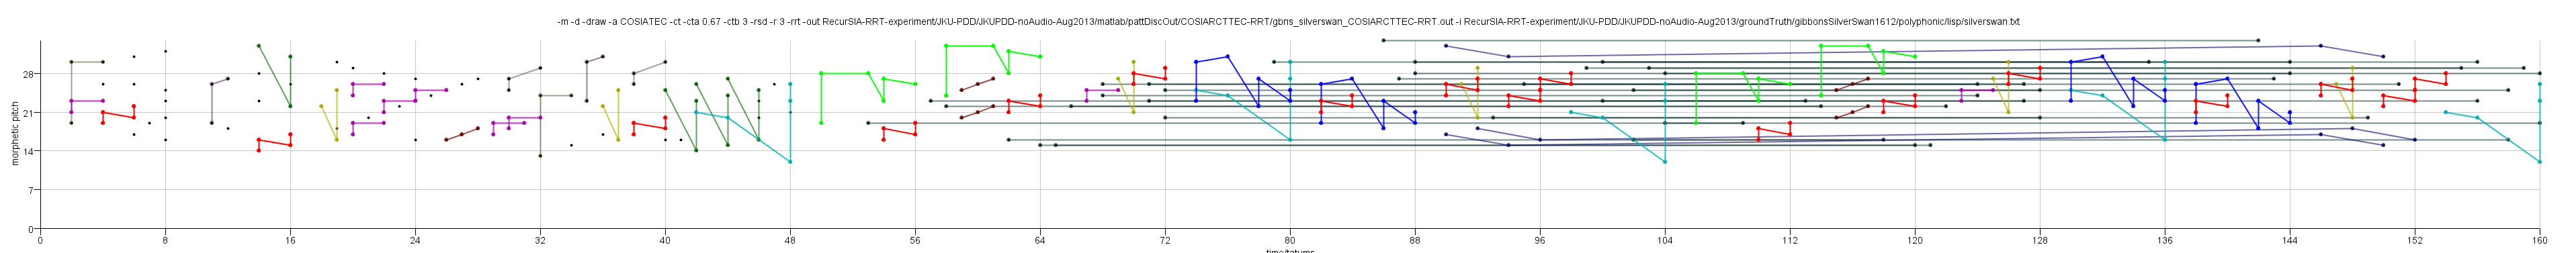 -m -d -draw -a COSIATEC -ct -cta 0.67 -ctb 3 -rsd -r 3 -rrt -out RecurSIA-RRT-experiment/JKU-PDD/JKUPDD-noAudio-Aug2013/matlab/pattDiscOut/COSIARCTTEC-RRT/gbns_silverswan_COSIARCTTEC-RRT.out -i RecurSIA-RRT-experiment/JKU-PDD/JKUPDD-noAudio-Aug2013/groundTruth/gibbonsSilverSwan1612/polyphonic/lisp/silverswan.txt
morphetic pitch
28
21
14
7
0
0 8 16 24 32 40 48 56 64 72 80 88 96 104 112 120 128 136 144 152 160
time/tatums